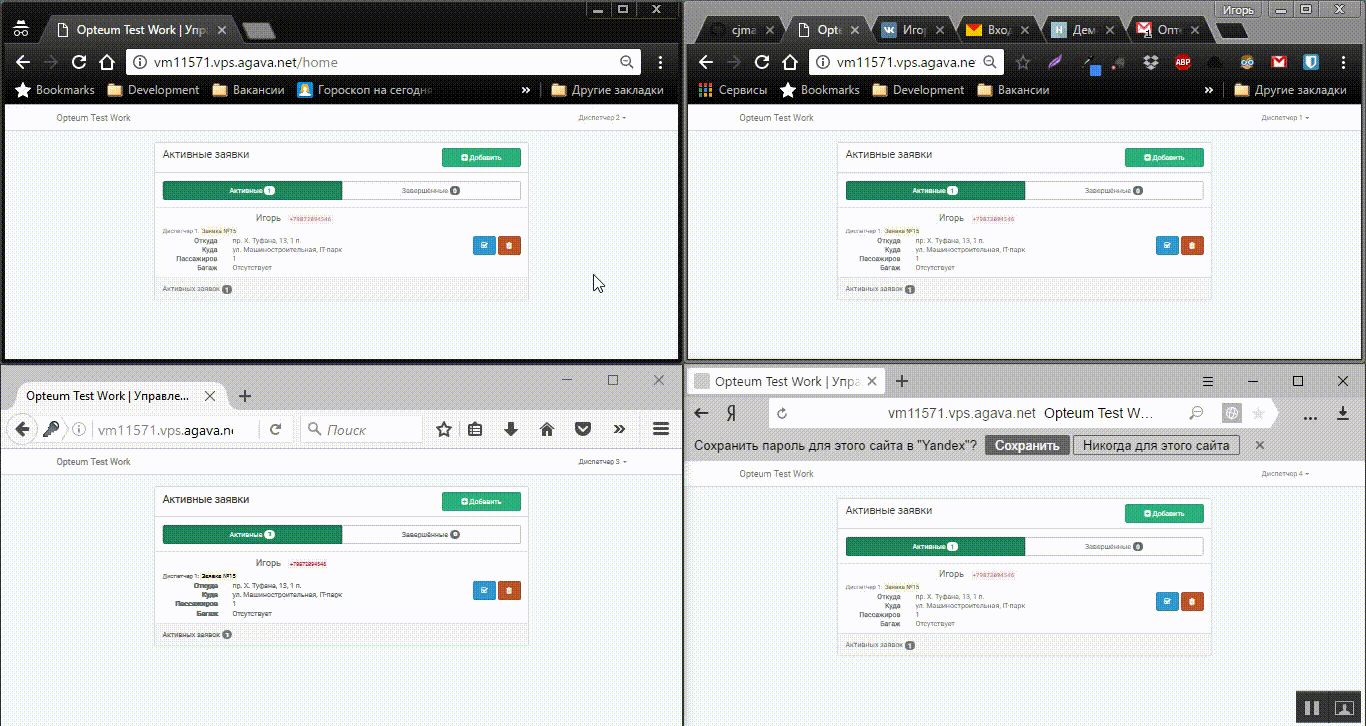 Opteum Test Work | Упра
vm11571.vps.agava.net/home
Bookmarks Development Вакансии Гороскоп на сегодня » Другие закладки
Opteum Test Work Диспетчер 2
Активные заявки Добавить
Активные 1 Завершённые 0
Игорь +79872894546
Диспетчер 1: Заявка №15
Откуда пр. Х. Туфана, 13, 1 п.
Куда ул. Машиностроительная, IT-парк
Пассажиров 1
Багаж Отсутствует
Активных заявок 1
Игорь
cjma Opte Игор Вход Дем Опте
vm11571.vps.agava.ne
Сервисы Bookmarks Development Вакансии » Другие закладки
Opteum Test Work Диспетчер 1
Активные заявки Добавить
Активные 1 Завершённые 0
Игорь +79872894546
Диспетчер 1: Заявка №15
Откуда пр. Х. Туфана, 13, 1 п.
Куда ул. Машиностроительная, IT-парк
Пассажиров 1
Багаж Отсутствует
Активных заявок 1
Opteum Test Work | Управле...
vm11571.vps.agava.ne Поиск
Opteum Test Work Диспетчер 3
Активные заявки Добавить
Активные Завершённые
Игорь +79872894546
Диспетчер 1: Заявка №15
Откуда пр. Х. Туфана, 13, 1 п.
Куда ул. Машиностроительная, IT-парк
Пассажиров 1
Багаж Отсутствует
Активных заявок
Opteum Test Work | Упра
Я vm11571.vps.agava.net Opteum Test W...
Сохранить пароль для этого сайта в "Yandex"? Сохранить Никогда для этого сайта
Opteum Test Work Диспетчер 4
Активные заявки Добавить
Активные 1 Завершённые 0
Игорь +79872894546
Диспетчер 1: Заявка №15
Откуда пр. Х. Туфана, 13, 1 п.
Куда ул. Машиностроительная, IT-парк
Пассажиров 1
Багаж Отсутствует
Активных заявок 1